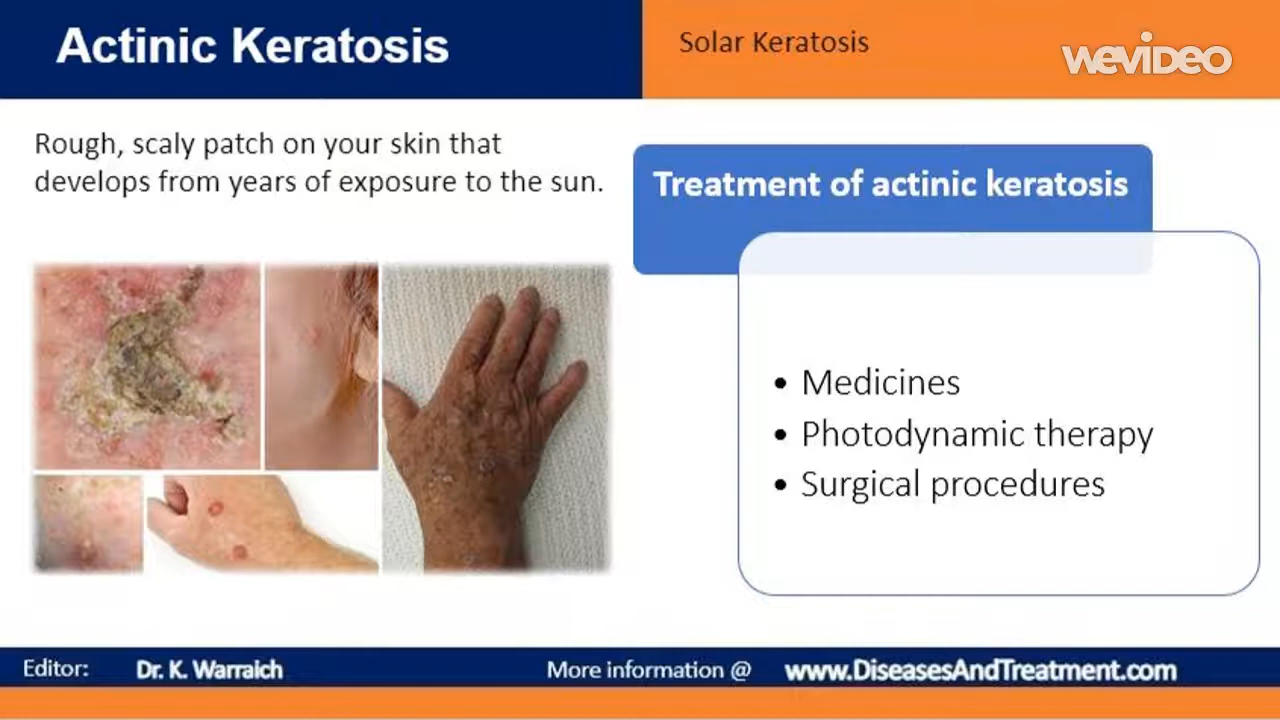 Actinic Keratosis
Solar Keratosis
WEVIDEO
Rough, scaly patch on your skin that
develops from years of exposure to the sun.
Treatment of actinic keratosis
• Medicines
• Photodynamic therapy
• Surgical procedures
Editor: Dr. K. Warraich
More information @ www.DiseasesAndTreatment.com